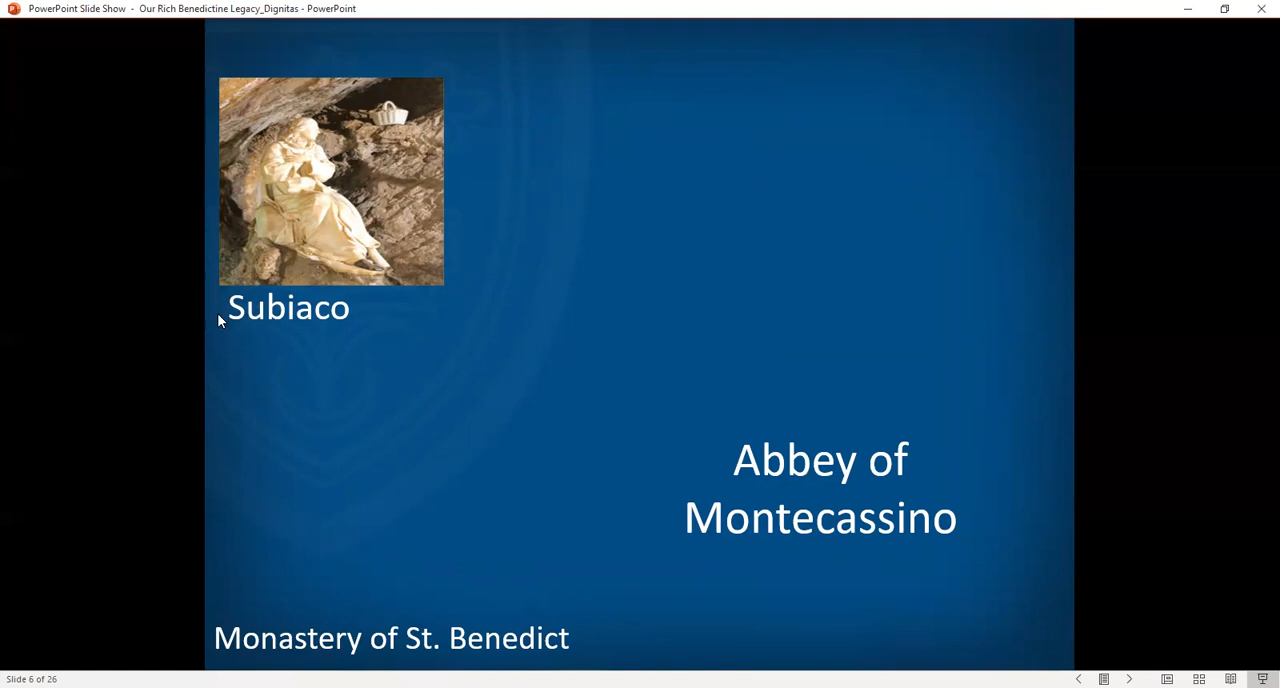 PowerPoint Slide Show - Our Rich Benedictine Legacy_Dignitas - PowerPoint
Subiaco
Abbey of
Montecassino
Monastery of St. Benedict
Slide 6 of 26